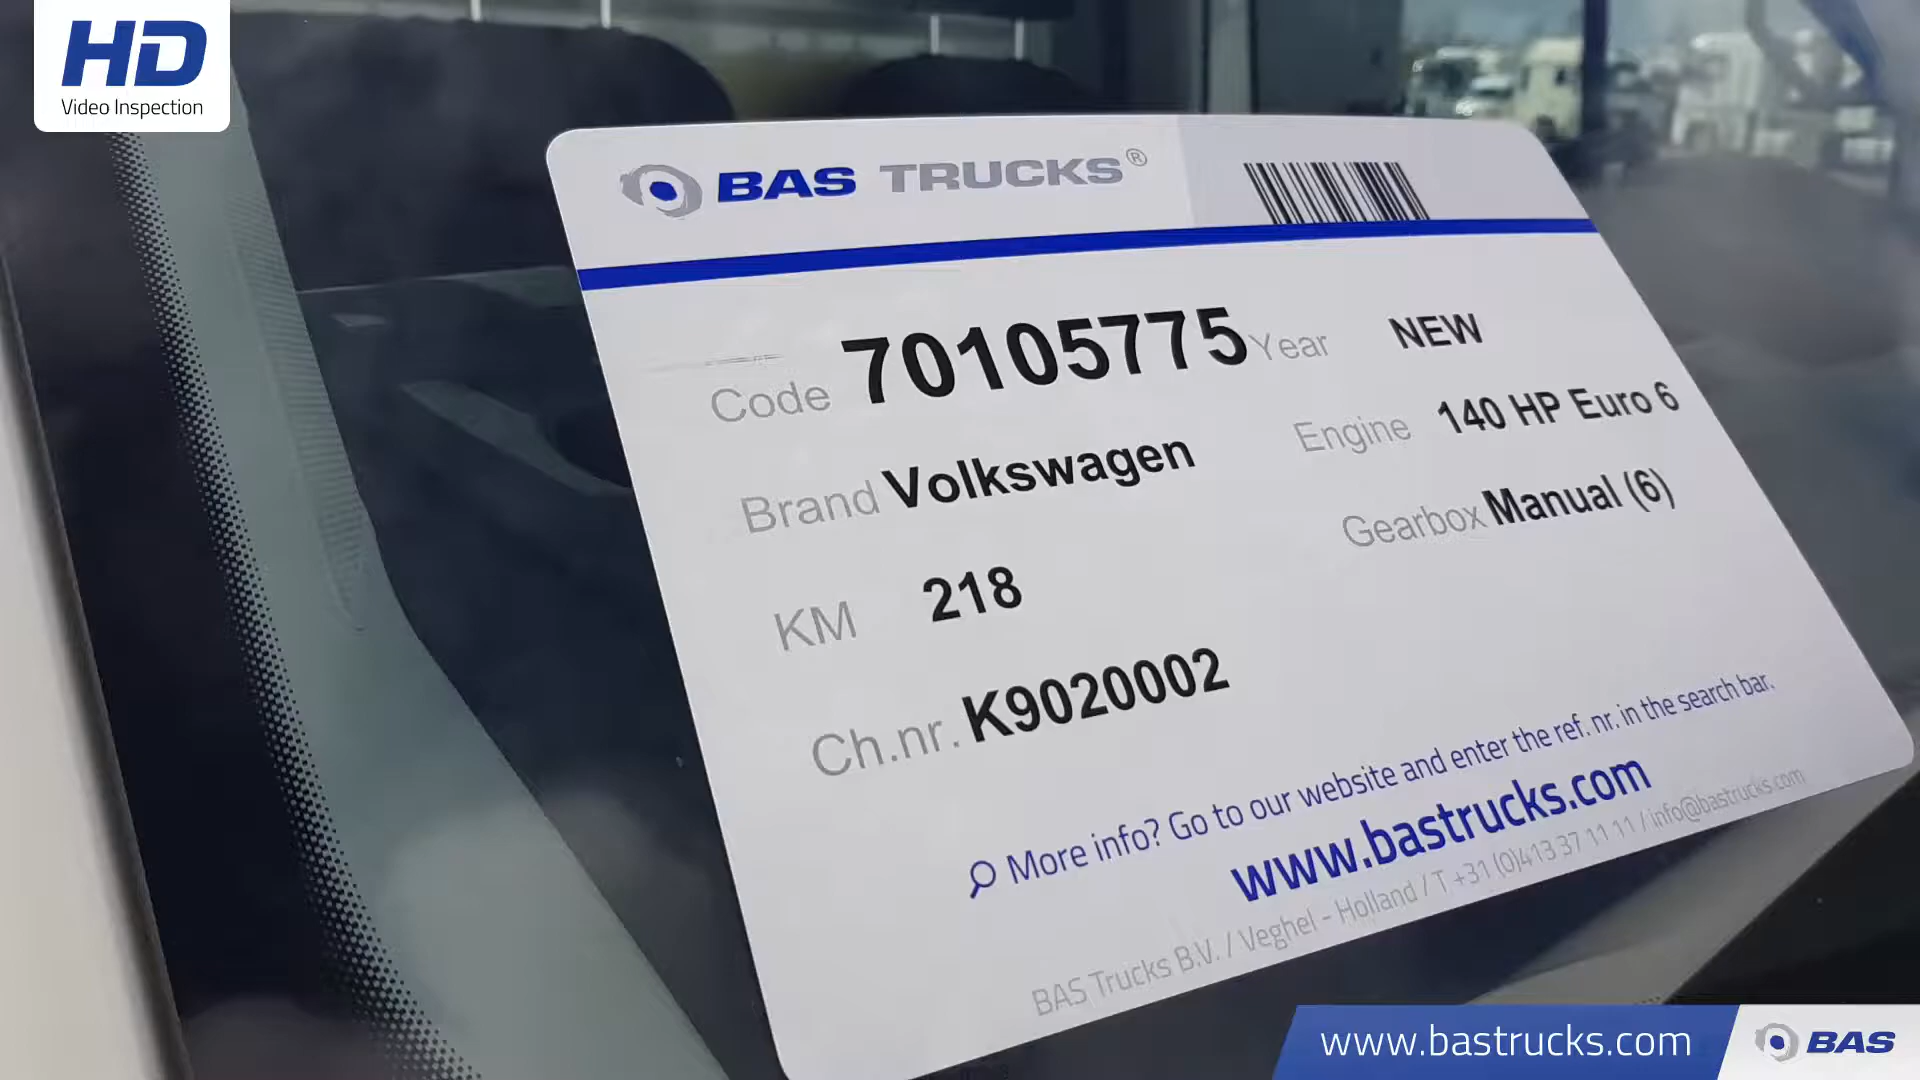 HD
Video Inspection
BAS TRUCKS®
Code 70105775
Year NEW
Brand Volkswagen
Engine 140 HP Euro 6
KM 218
Gearbox Manual (6)
Ch.nr. K9020002
More info? Go to our website and enter the ref. nr. in the search bar.
www.bastrucks.com
BAS Trucks B.V. / Veghel - Holland / T +31 (0)413 37 11 11 / info@bastrucks.com
www.bastrucks.com
BAS